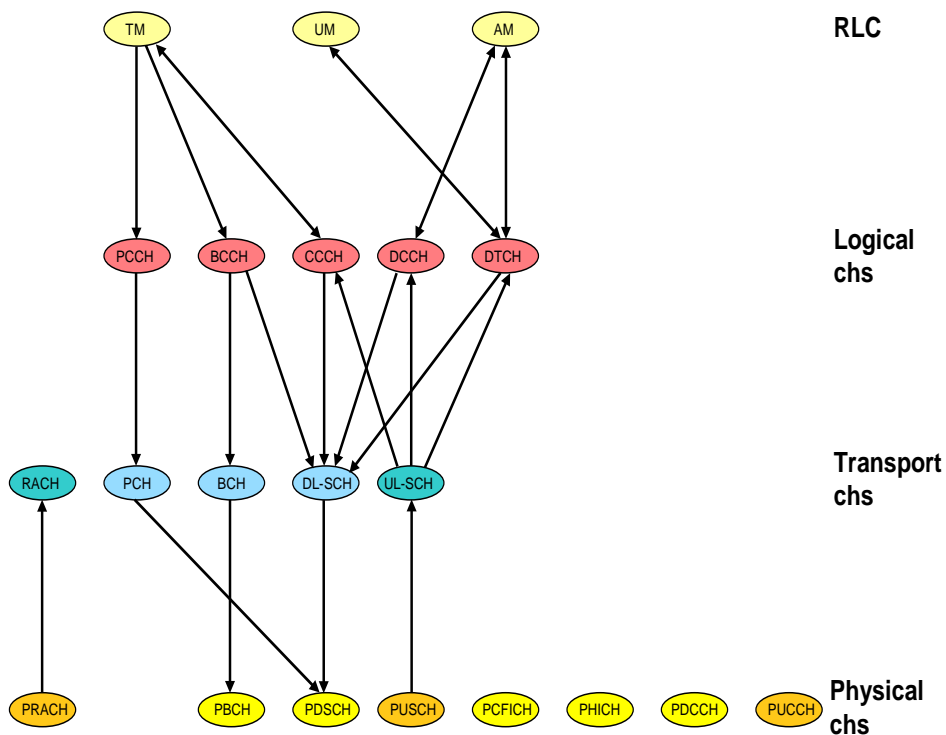 TM
UM
AM
RLC
PCCH
BCCH
CCCH
DCCH
DTCH
Logical
chs
RACH
PCH
BCH
DL-SCH
UL-SCH
Transport
chs
PRACH
PBCH
PDSCH
PUSCH
PCFICH
PHICH
PDCCH
PUCCH
Physical
chs